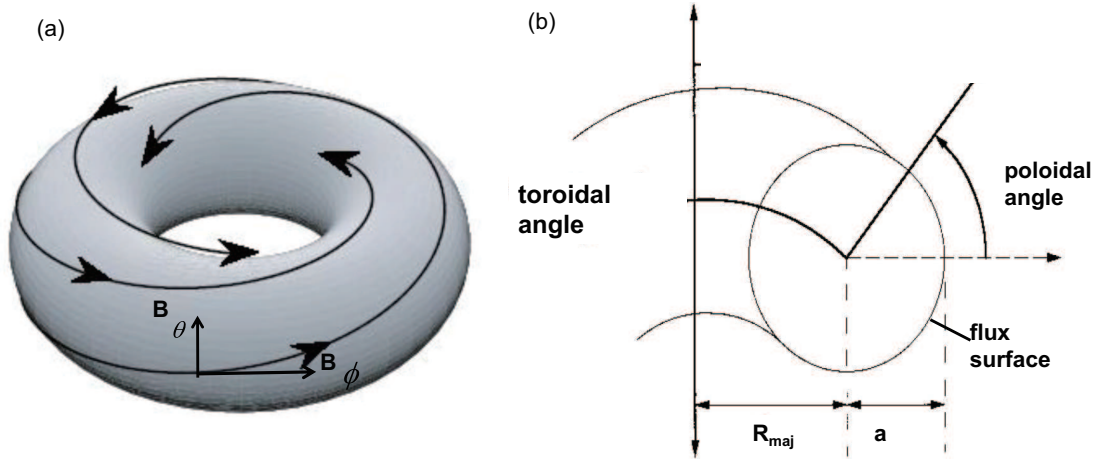 (a)
B
θ
B
ϕ
(b)
toroidal
angle
poloidal
angle
flux
surface
R_maj
a